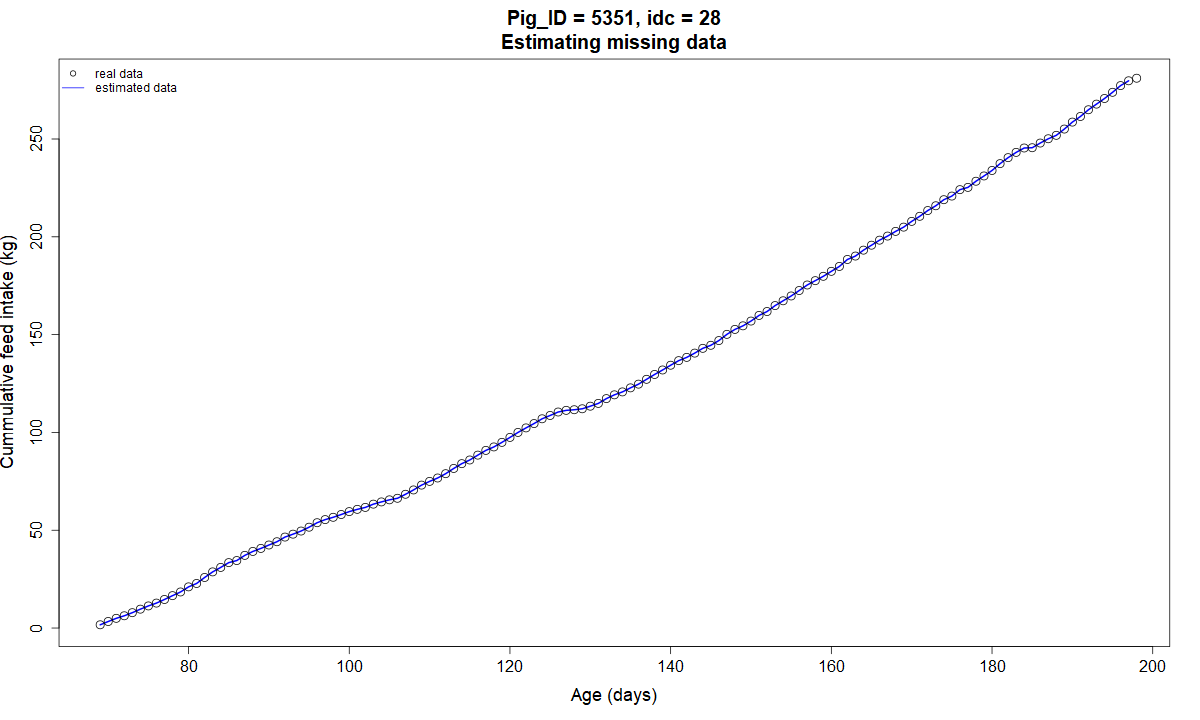 Pig_ID = 5351, idc = 28
Estimating missing data
real data
estimated data
Cummulative feed intake (kg)
250
200
150
100
50
0
80 100 120 140 160 180 200
Age (days)